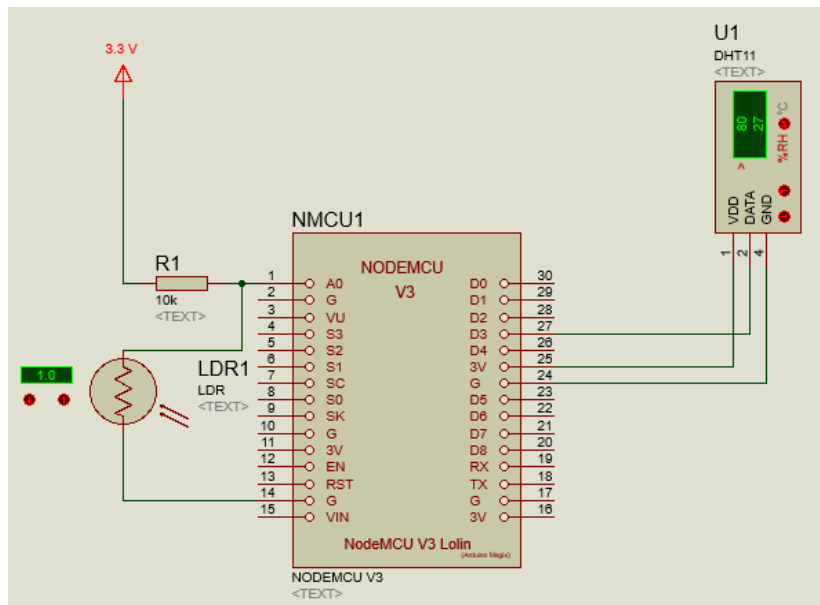 3.3 V
U1
DHT11
<TEXT>
80
27
>
%RH
°C
VDD
DATA
GND
1
2
4
NMCU1
NODEMCU
V3
R1
10k
<TEXT>
LDR1
LDR
<TEXT>
1.0
1 A0
2 G
3 VU
4 S3
5 S2
6 S1
7 SC
8 S0
9 SK
10 G
11 3V
12 EN
13 RST
14 G
15 VIN
D0 30
D1 29
D2 28
D3 27
D4 26
3V 25
G 24
D5 23
D6 22
D7 21
D8 20
RX 19
TX 18
G 17
3V 16
NodeMCU V3 Lolin
(Arduino Megix)
NODEMCU V3
<TEXT>